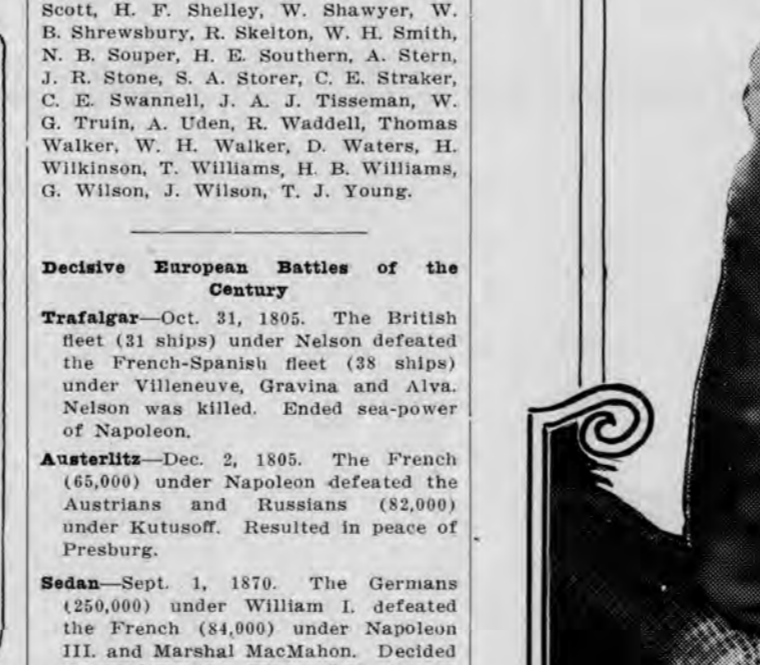 Scott, H. F. Shelley, W. Shawyer, W.
B. Shrewsbury, R. Skelton, W. H. Smith,
N. B. Souper, H. E. Southern, A. Stern,
J. R. Stone, S. A. Storer, C. E. Straker,
C. E. Swannell, J. A. J. Tisseman, W.
G. Truin, A. Uden, R. Waddell, Thomas
Walker, W. H. Walker, D. Waters, H.
Wilkinson, T. Williams, H. B. Williams,
G. Wilson, J. Wilson, T. J. Young.
Decisive European Battles of the
Century
Trafalgar—Oct. 31, 1805. The British
fleet (31 ships) under Nelson defeated
the French-Spanish fleet (38 ships)
under Villeneuve, Gravina and Alva.
Nelson was killed. Ended sea-power
of Napoleon.
Austerlitz—Dec. 2, 1805. The French
(65,000) under Napoleon defeated the
Austrians and Russians (82,000)
under Kutusoff. Resulted in peace of
Presburg.
Sedan—Sept. 1, 1870. The Germans
(250,000) under William I. defeated
the French (84,000) under Napoleon
III. and Marshal MacMahon. Decided